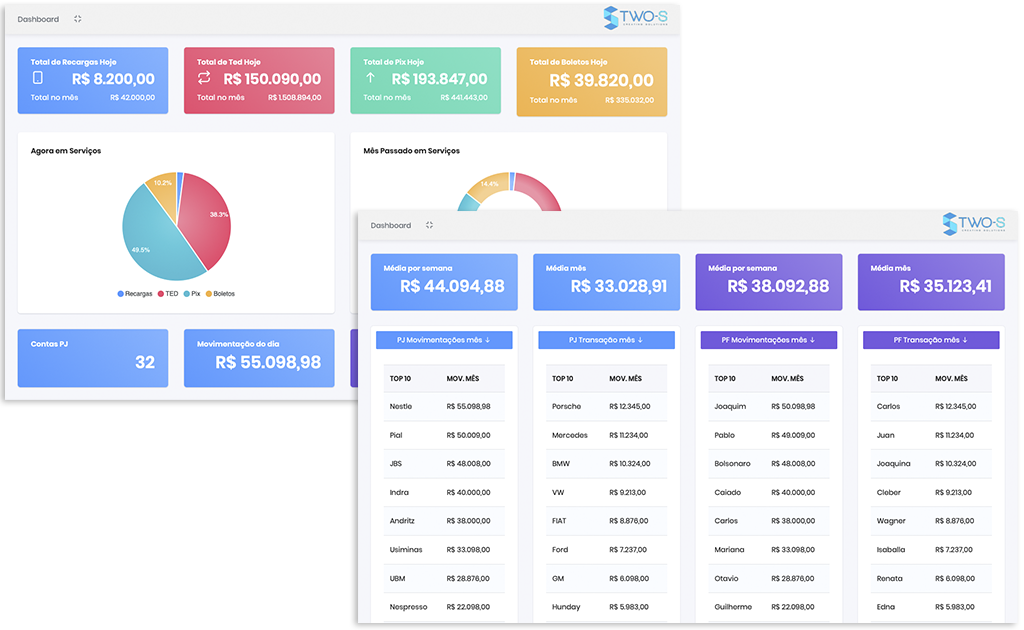 Dashboard
TWO-S
CREATING SOLUTIONS
Total de Recargas Hoje
R$ 8.200,00
Total no mês R$ 42.000,00
Total de Ted Hoje
R$ 150.090,00
Total no mês R$ 1.508.894,00
Total de Pix Hoje
R$ 193.847,00
Total no mês R$ 441.443,00
Total de Boletos Hoje
R$ 39.820,00
Total no mês R$ 335.032,00
Agora em Serviços
10.2%
38.3%
49.5%
Recargas TED Pix Boletos
Mês Passado em Serviços
14.4%
Contas PJ
32
Movimentação do dia
R$ 55.098,98
Dashboard
TWO-S
CREATING SOLUTIONS
Média por semana
R$ 44.094,88
Média mês
R$ 33.028,91
Média por semana
R$ 38.092,88
Média mês
R$ 35.123,41
PJ Movimentações mês ↓
TOP 10 MOV. MÊS
Nestle R$ 55.098,98
Pial R$ 50.009,00
JBS R$ 48.008,00
Indra R$ 40.000,00
Andritz R$ 38.000,00
Usiminas R$ 33.098,00
UBM R$ 28.876,00
Nespresso R$ 22.098,00
PJ Transação mês ↓
TOP 10 MOV. MÊS
Porsche R$ 12.345,00
Mercedes R$ 11.234,00
BMW R$ 10.324,00
VW R$ 9.213,00
FIAT R$ 8.876,00
Ford R$ 7.237,00
GM R$ 6.098,00
Hunday R$ 5.983,00
PF Movimentações mês ↓
TOP 10 MOV. MÊS
Joaquim R$ 50.098,98
Pablo R$ 49.009,00
Bolsonaro R$ 48.008,00
Caiado R$ 40.000,00
Carlos R$ 38.000,00
Mariana R$ 33.098,00
Otavio R$ 28.876,00
Guilherme R$ 22.098,00
PF Transação mês ↓
TOP 10 MOV. MÊS
Carlos R$ 12.345,00
Juan R$ 11.234,00
Joaquina R$ 10.324,00
Cleber R$ 9.213,00
Wagner R$ 8.876,00
Isaballa R$ 7.237,00
Renata R$ 6.098,00
Edna R$ 5.983,00